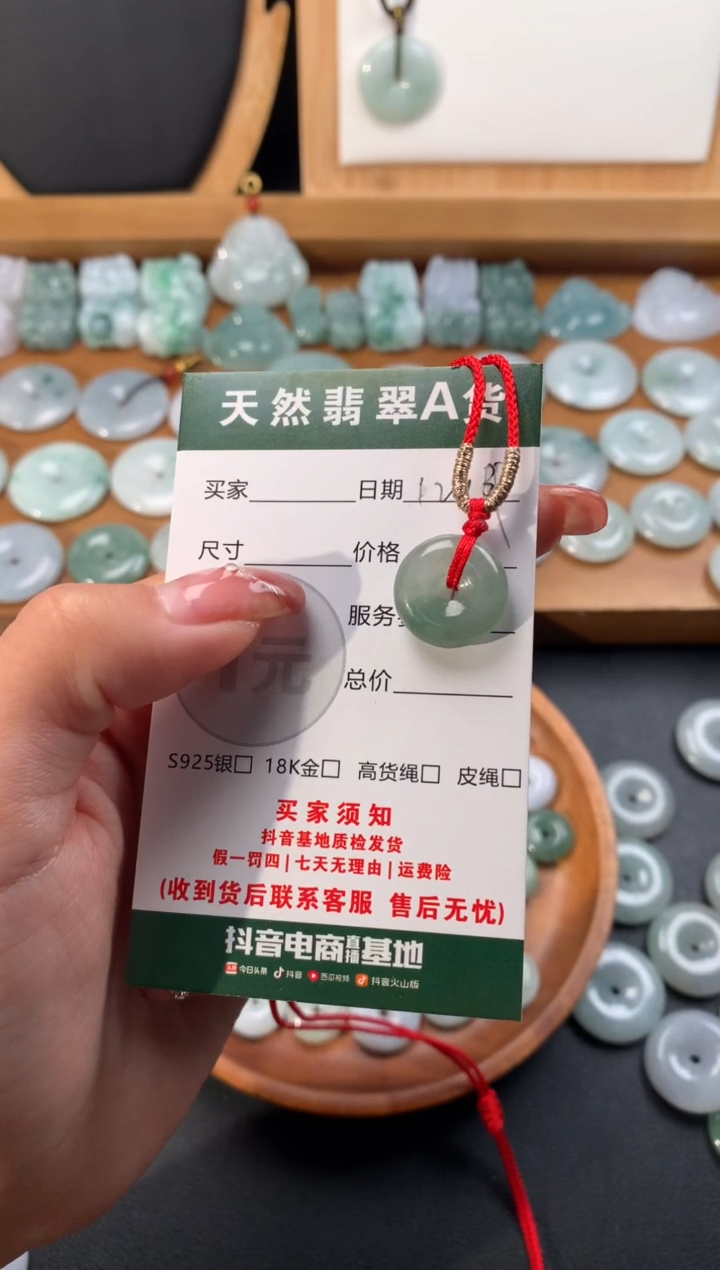 天然翡翠A货
买家 日期
尺寸 价格
服务
1元
总价
S925银□ 18K金□ 高货绳□ 皮绳□
买家须知
抖音基地质检发货
假一罚四|七天无理由|运费险
(收到货后联系客服 售后无忧)
抖音电商直播基地
今日头条 抖音 西瓜视频 抖音火山版